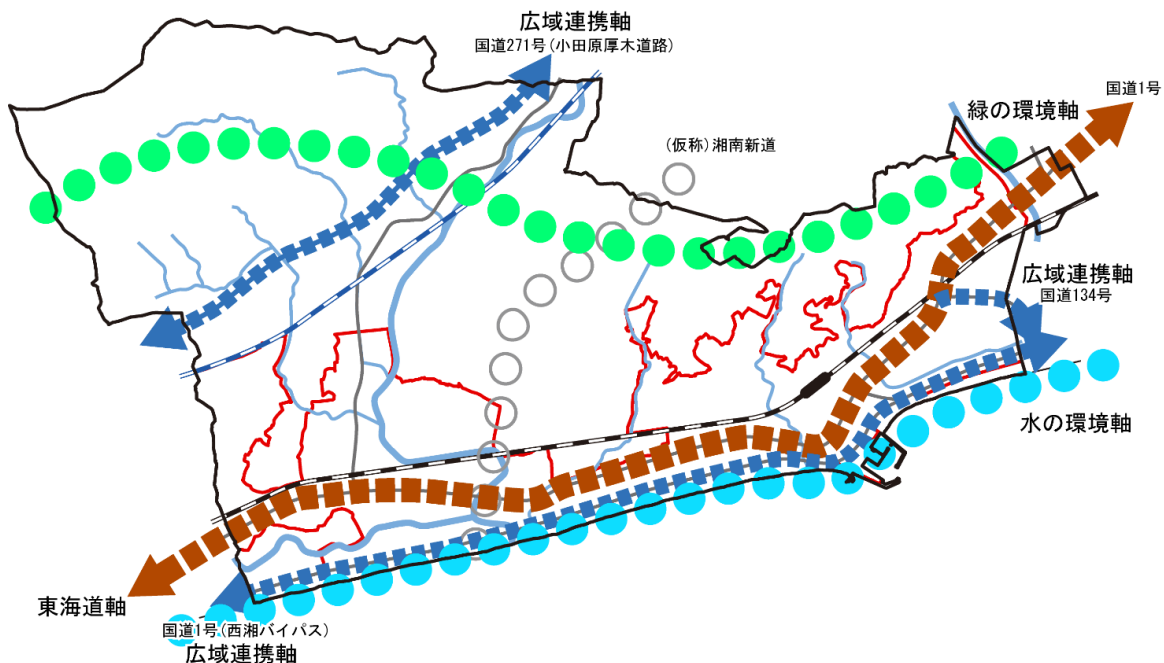 広域連携軸
国道271号(小田原厚木道路)
国道1号
緑の環境軸
(仮称)湘南新道
広域連携軸
国道134号
水の環境軸
東海道軸
国道1号(西湘バイパス)
広域連携軸